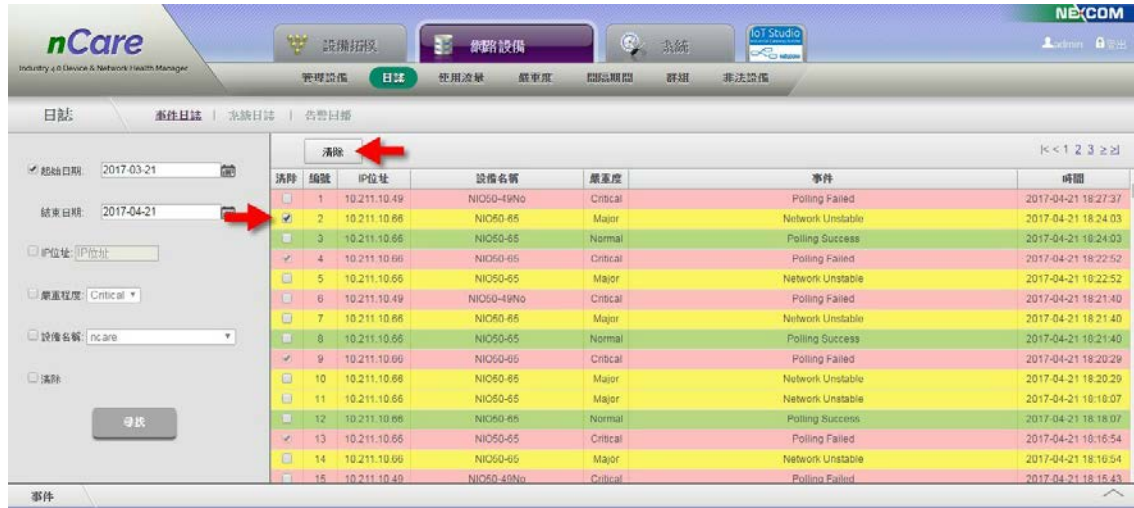 NEXCOM
nCare
Industry 4.0 Device & Network Health Manager
設備拓樸
網路設備
系統
IoT Studio
admin 登出
管理設備 日誌 使用流量 嚴重度 間隔期間 群組 非法設備
日誌 事件日誌 | 系統日誌 | 告警日誌
清除 |< < 1 2 3 > >|
起始日期: 2017-03-21
結束日期: 2017-04-21
IP位址: IP位址
嚴重程度: Critical
設備名稱: ncare
清除
尋找
清除 編號 IP位址 設備名稱 嚴重度 事件 時間
1 10.211.10.49 NIO50-49No Critical Polling Failed 2017-04-21 18:27:37
2 10.211.10.66 NIO50-65 Major Network Unstable 2017-04-21 18:24:03
3 10.211.10.66 NIO50-65 Normal Polling Success 2017-04-21 18:24:03
4 10.211.10.66 NIO50-65 Critical Polling Failed 2017-04-21 18:22:52
5 10.211.10.66 NIO50-65 Major Network Unstable 2017-04-21 18:22:52
6 10.211.10.49 NIO50-49No Critical Polling Failed 2017-04-21 18:21:40
7 10.211.10.66 NIO50-65 Major Network Unstable 2017-04-21 18:21:40
8 10.211.10.66 NIO50-65 Normal Polling Success 2017-04-21 18:21:40
9 10.211.10.66 NIO50-65 Critical Polling Failed 2017-04-21 18:20:29
10 10.211.10.66 NIO50-65 Major Network Unstable 2017-04-21 18:20:29
11 10.211.10.66 NIO50-65 Major Network Unstable 2017-04-21 18:18:07
12 10.211.10.66 NIO50-65 Normal Polling Success 2017-04-21 18:18:07
13 10.211.10.66 NIO50-65 Critical Polling Failed 2017-04-21 18:16:54
14 10.211.10.66 NIO50-65 Major Network Unstable 2017-04-21 18:16:54
15 10.211.10.49 NIO50-49No Critical Polling Failed 2017-04-21 18:15:43
事件